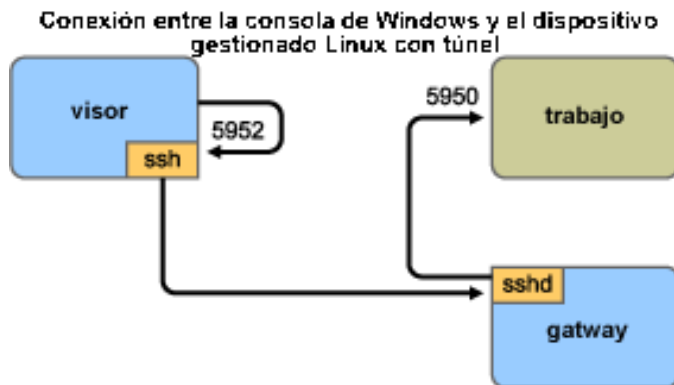 Conexión entre la consola de Windows y el dispositivo
gestionado Linux con túnel
visor
5952
ssh
5950
trabajo
sshd
gatway